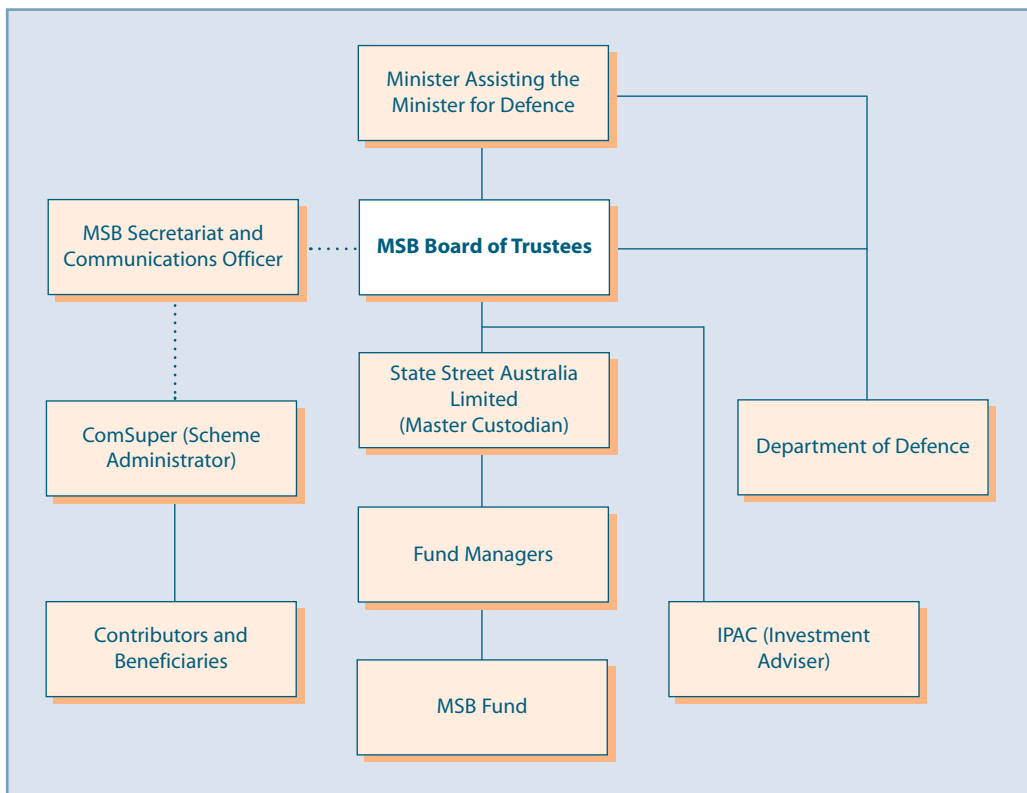 Minister Assisting the
Minister for Defence
MSB Secretariat and
Communications Officer
MSB Board of Trustees
State Street Australia
Limited
(Master Custodian)
ComSuper (Scheme
Administrator)
Department of Defence
Fund Managers
Contributors and
Beneficiaries
IPAC (Investment
Adviser)
MSB Fund